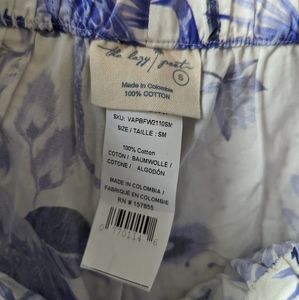 the lazy poet
S
Made in Colombia
100% COTTON
SKU: VAPBFW2110SM
SIZE / TAILLE : SM
100% Cotton
COTON / BAUMWOLLE /
COTONE / ALGODÓN
MADE IN COLOMBIA /
FABRIQUÉ EN COLOMBIE
RN # 157855